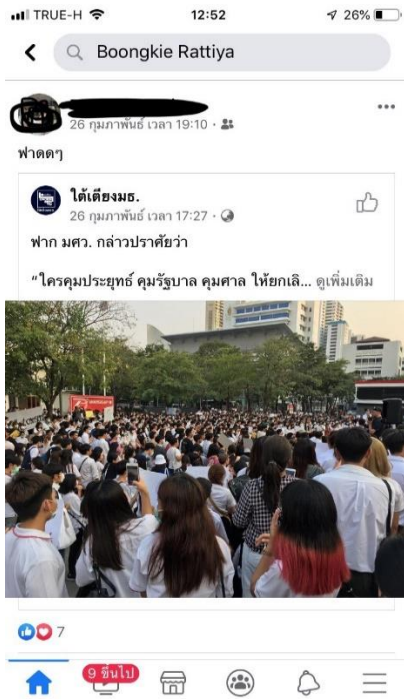 TRUE-H
12:52
26%
Boongkie Rattiya
26 กุมภาพันธ์ เวลา 19:10 ·
ฟาดดๆ
ใต้เตียงมธ.
26 กุมภาพันธ์ เวลา 17:27 ·
ฟาก มศว. กล่าวปราศัยว่า
“ใครคุมประยุทธ์ คุมรัฐบาล คุมศาล ให้ยกเลิ... ดูเพิ่มเติม
7
9 ขึ้นไป